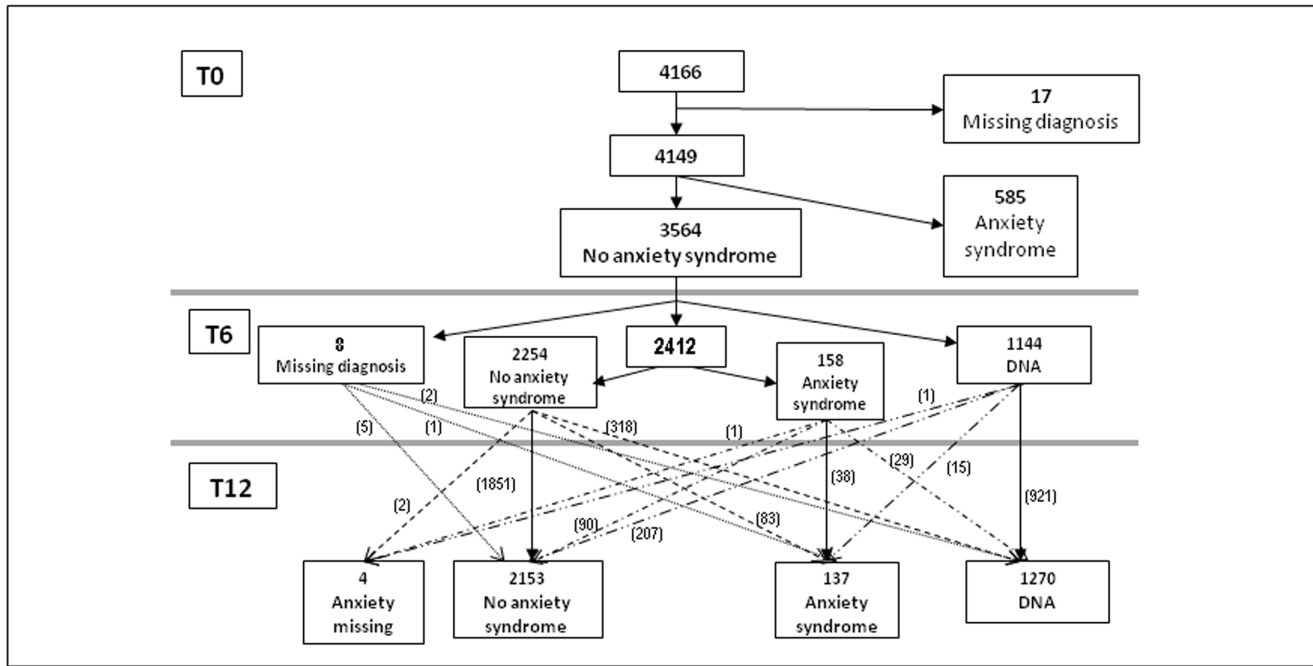 T0
4166
17
Missing diagnosis
4149
585
Anxiety
syndrome
3564
No anxiety syndrome
T6
8
Missing diagnosis
2254
No anxiety
syndrome
2412
158
Anxiety
syndrome
1144
DNA
(2)
(1)
(5)
(1)
(318)
(1)
T12
(2)
(1851)
(90)
(207)
(83)
(38)
(29)
(15)
(921)
4
Anxiety
missing
2153
No anxiety
syndrome
137
Anxiety
syndrome
1270
DNA